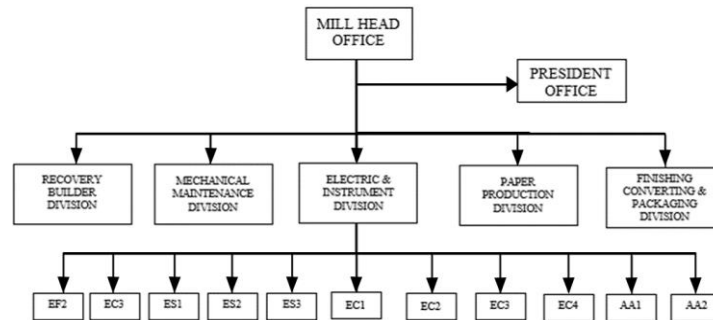 MILL HEAD
OFFICE
PRESIDENT
OFFICE
RECOVERY
BUILDER
DIVISION
MECHANICAL
MAINTENANCE
DIVISION
ELECTRIC &
INSTRUMENT
DIVISION
PAPER
PRODUCTION
DIVISION
FINISHING
CONVERTING &
PACKAGING
DIVISION
EF2
EC3
ES1
ES2
ES3
EC1
EC2
EC3
EC4
AA1
AA2